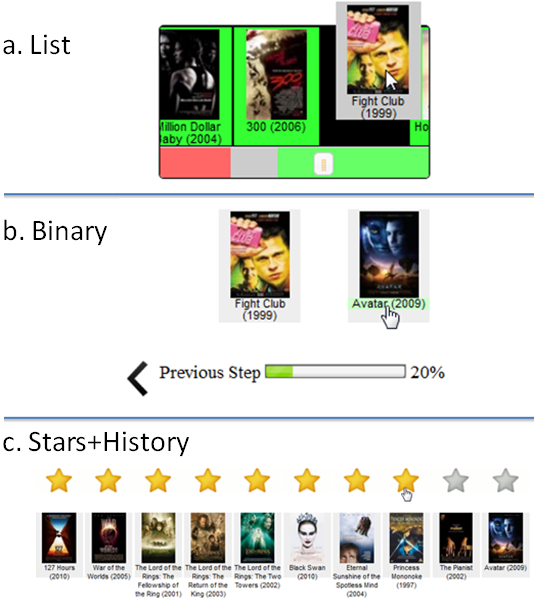 a. List
Million Dollar
Baby (2004)
300 (2006)
Fight Club
(1999)
Ho
b. Binary
Fight Club
(1999)
Avatar (2009)
Previous Step 20%
c. Stars+History
127 Hours
(2010)
War of the
Worlds (2005)
The Lord of the
Rings: The
Fellowship of
the Ring (2001)
The Lord of the
Rings: The
Return of the
King (2003)
The Lord of the
Rings: The Two
Towers (2002)
Black Swan
(2010)
Eternal
Sunshine of the
Spotless Mind
(2004)
Princess
Mononoke
(1997)
The Pianist
(2002)
Avatar (2009)